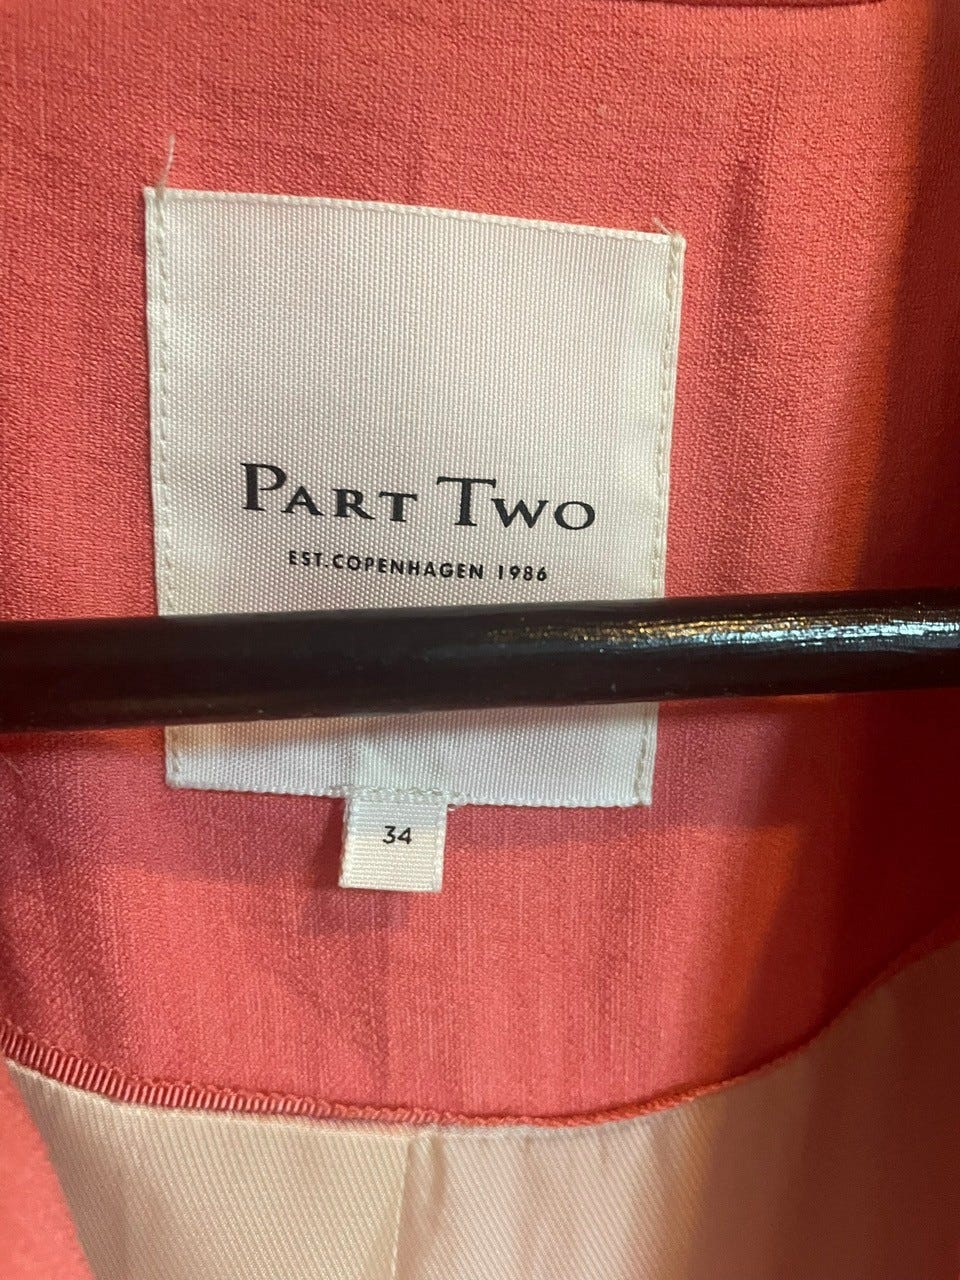 PART TWO
EST.COPENHAGEN 1986
34